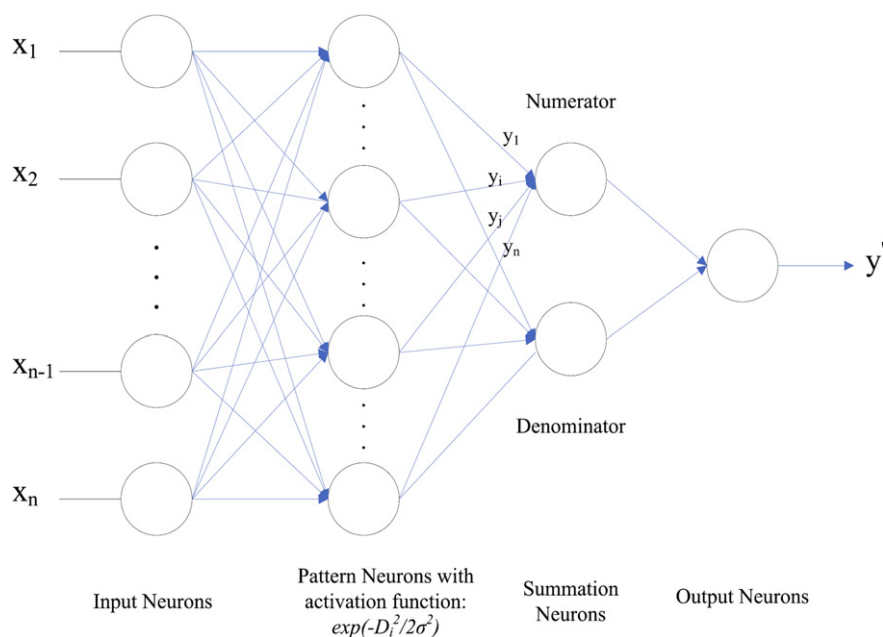 x1
x2
xn-1
xn
Numerator
y1
yi
yj
yn
y'
Denominator
Input Neurons
Pattern Neurons with
activation function:
exp(-Di²/2σ²)
Summation
Neurons
Output Neurons